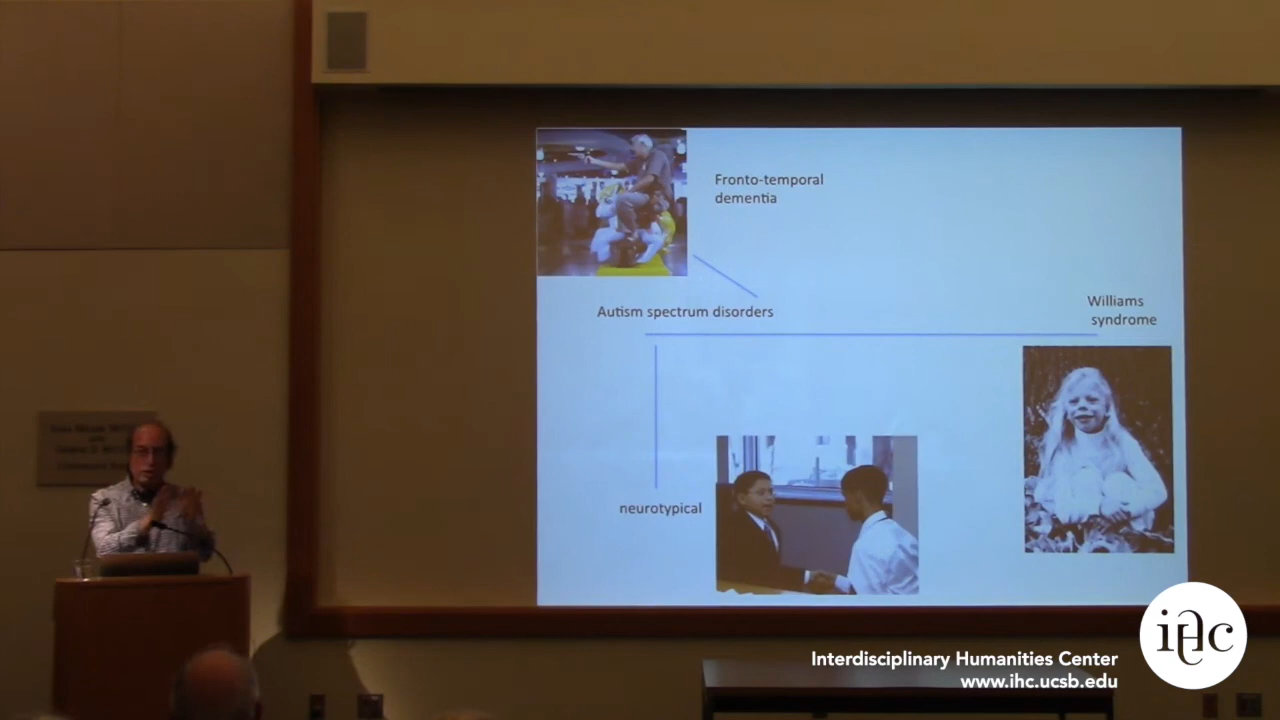 Fronto-temporal
dementia
Autism spectrum disorders
Williams
syndrome
neurotypical
ihc
Interdisciplinary Humanities Center
www.ihc.ucsb.edu